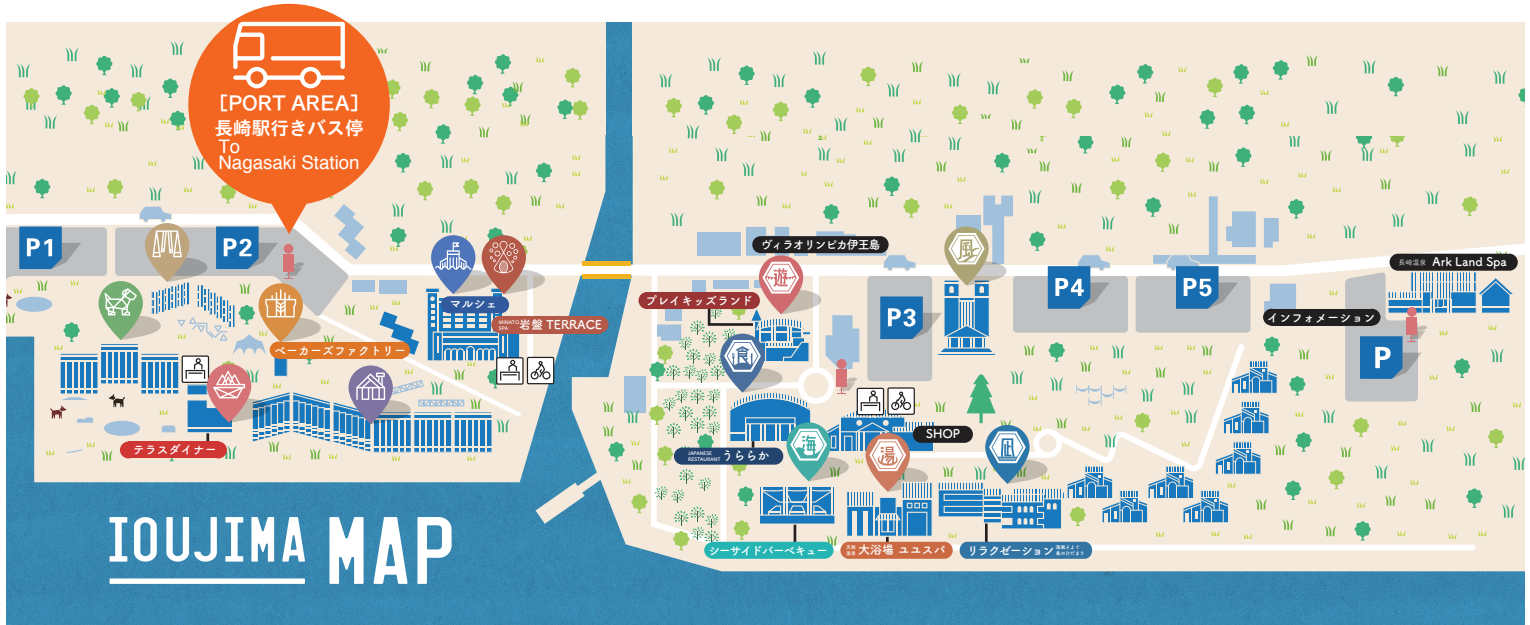 [PORT AREA]
長崎駅行きバス停
To
Nagasaki Station
P1
P2
マルシェ
MINATO SPA
岩盤 TERRACE
ベーカーズファクトリー
テラスダイナー
ヴィラオリンピカ伊王島
遊
プレイキッズランド
風
P3
P4
P5
長崎温泉 Ark Land Spa
インフォメーション
P
食
SHOP
JAPANESE RESTAURANT
うららか
海
湯
凪
シーサイドバーベキュー
天然温泉
大浴場 ユユスパ
リラクゼーション
IOUJIMA MAP